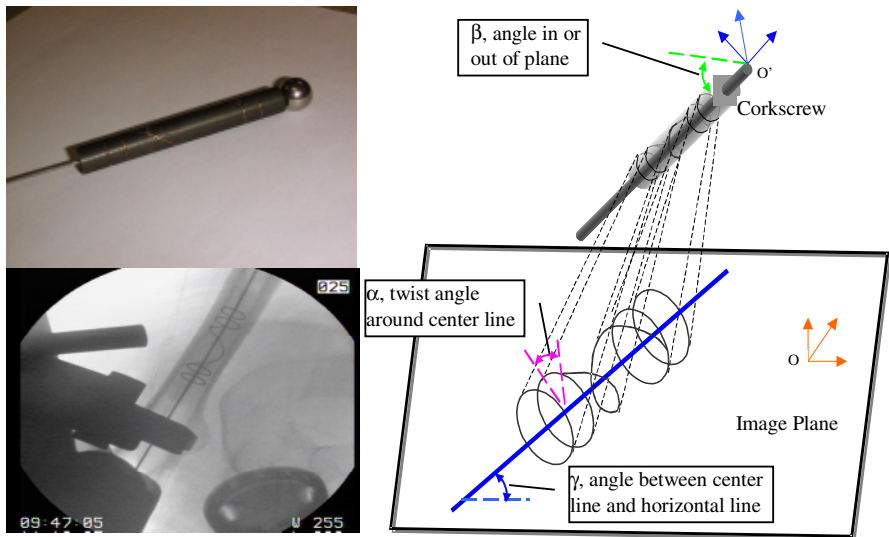 β, angle in or
out of plane
O'
Corkscrew
025
α, twist angle
around center line
O
Image Plane
γ, angle between center
line and horizontal line
09:47:05
W 255